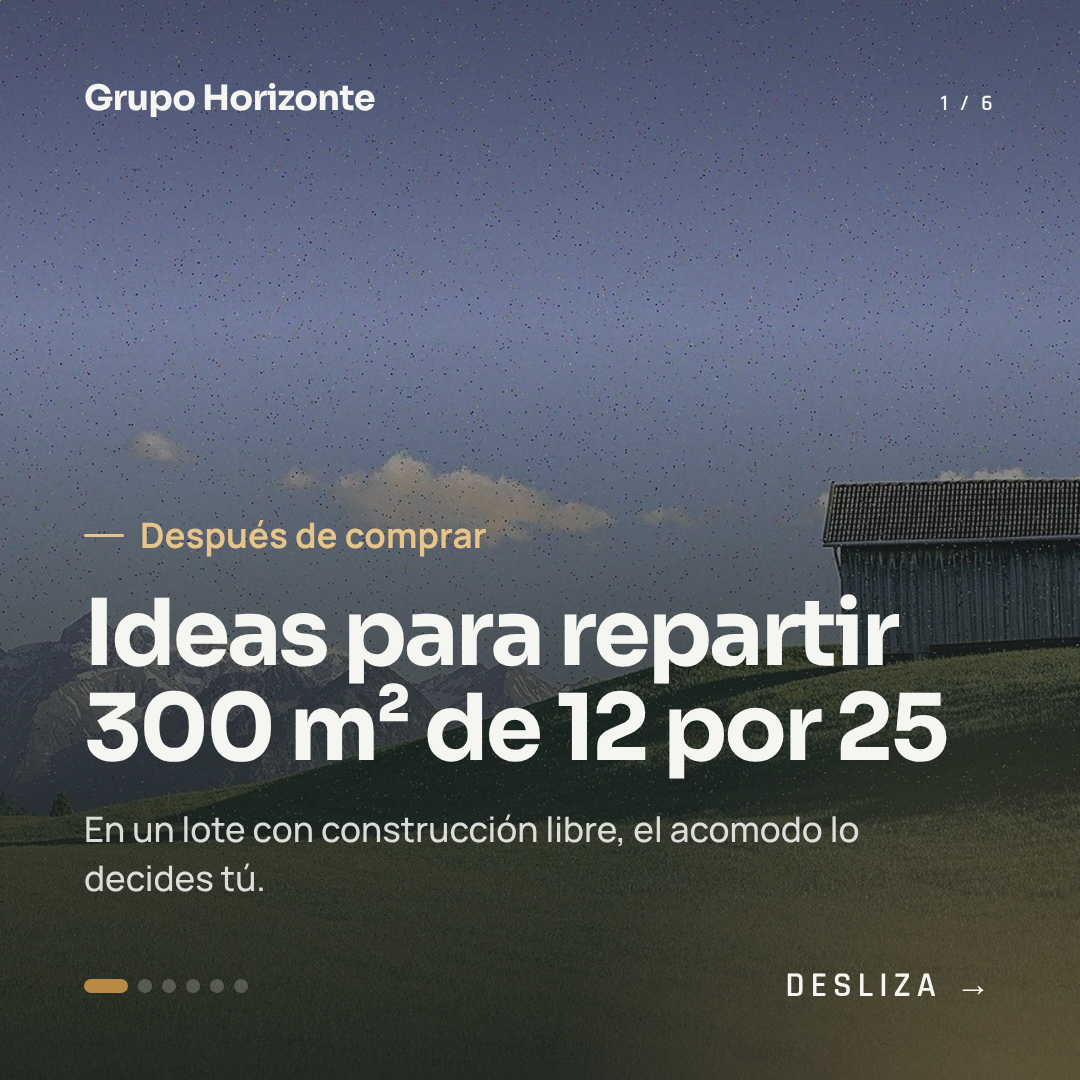 Grupo Horizonte
1 / 6
— Después de comprar
Ideas para repartir
300 m² de 12 por 25
En un lote con construcción libre, el acomodo lo
decides tú.
DESLIZA →